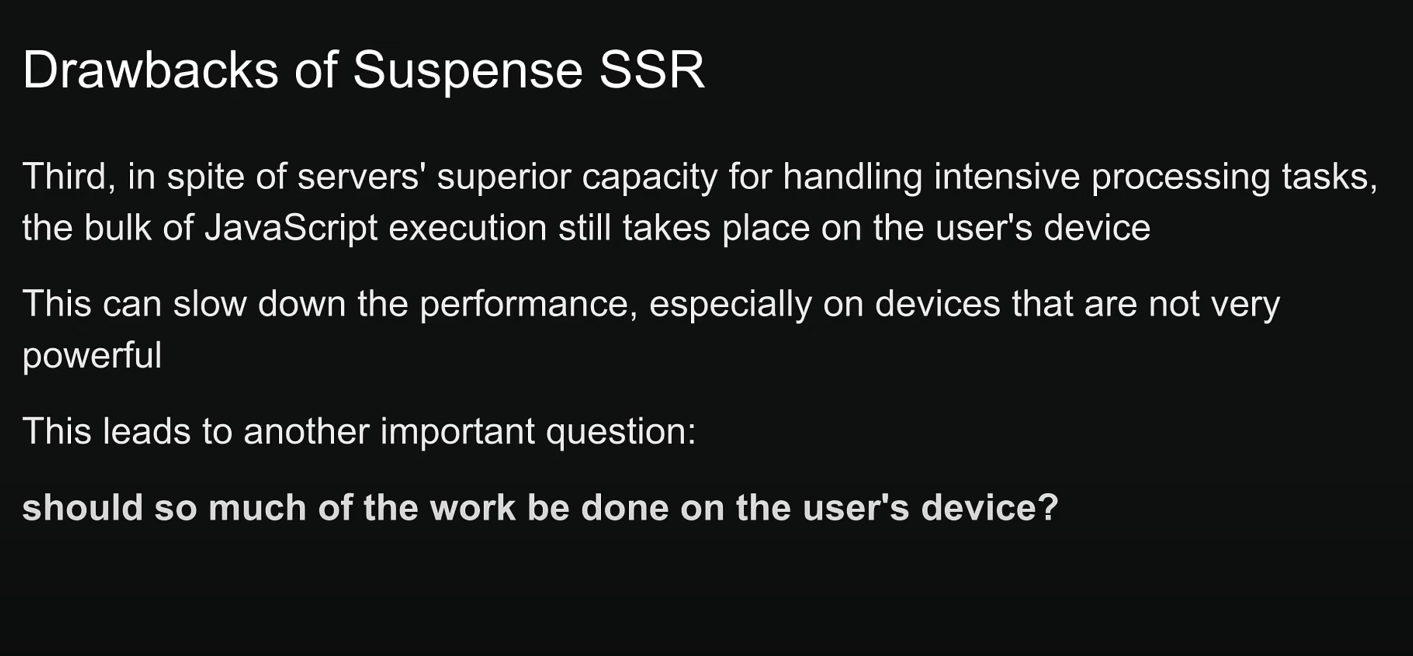 Drawbacks of Suspense SSR
Third, in spite of servers' superior capacity for handling intensive processing tasks,
the bulk of JavaScript execution still takes place on the user's device
This can slow down the performance, especially on devices that are not very
powerful
This leads to another important question:
should so much of the work be done on the user's device?